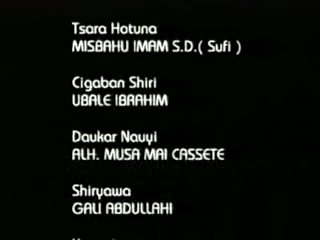 Tsara Hotuna
MISBAHU IMAM S.D.( Sufi )
Cigaban Shiri
UBALE IBRAHIM
Daukar Nauyi
ALH. MUSA MAI CASSETE
Shiryawa
GALI ABDULLAHI